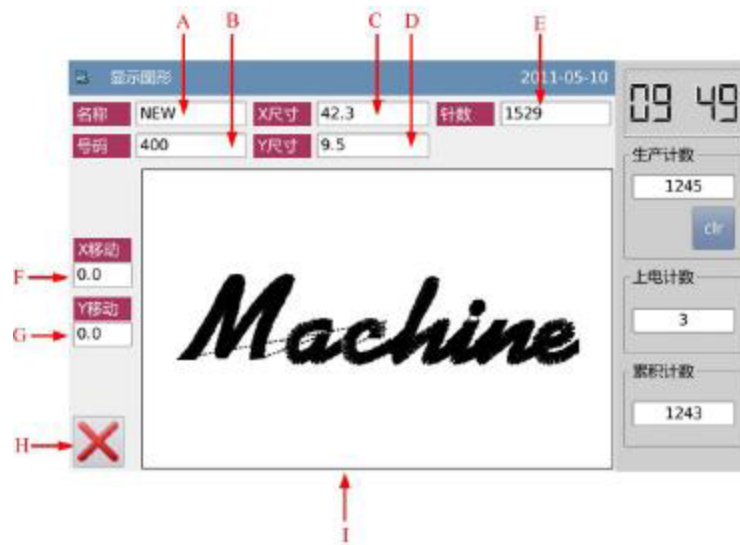 A B C D E
显示图形 2011-05-10
09 49
名称 NEW X尺寸 42.3 针数 1529
号码 400 Y尺寸 9.5
生产计数
1245
clr
X移动
F 0.0
上电计数
Y移动
G 0.0
3
Machine
累积计数
1243
H
I